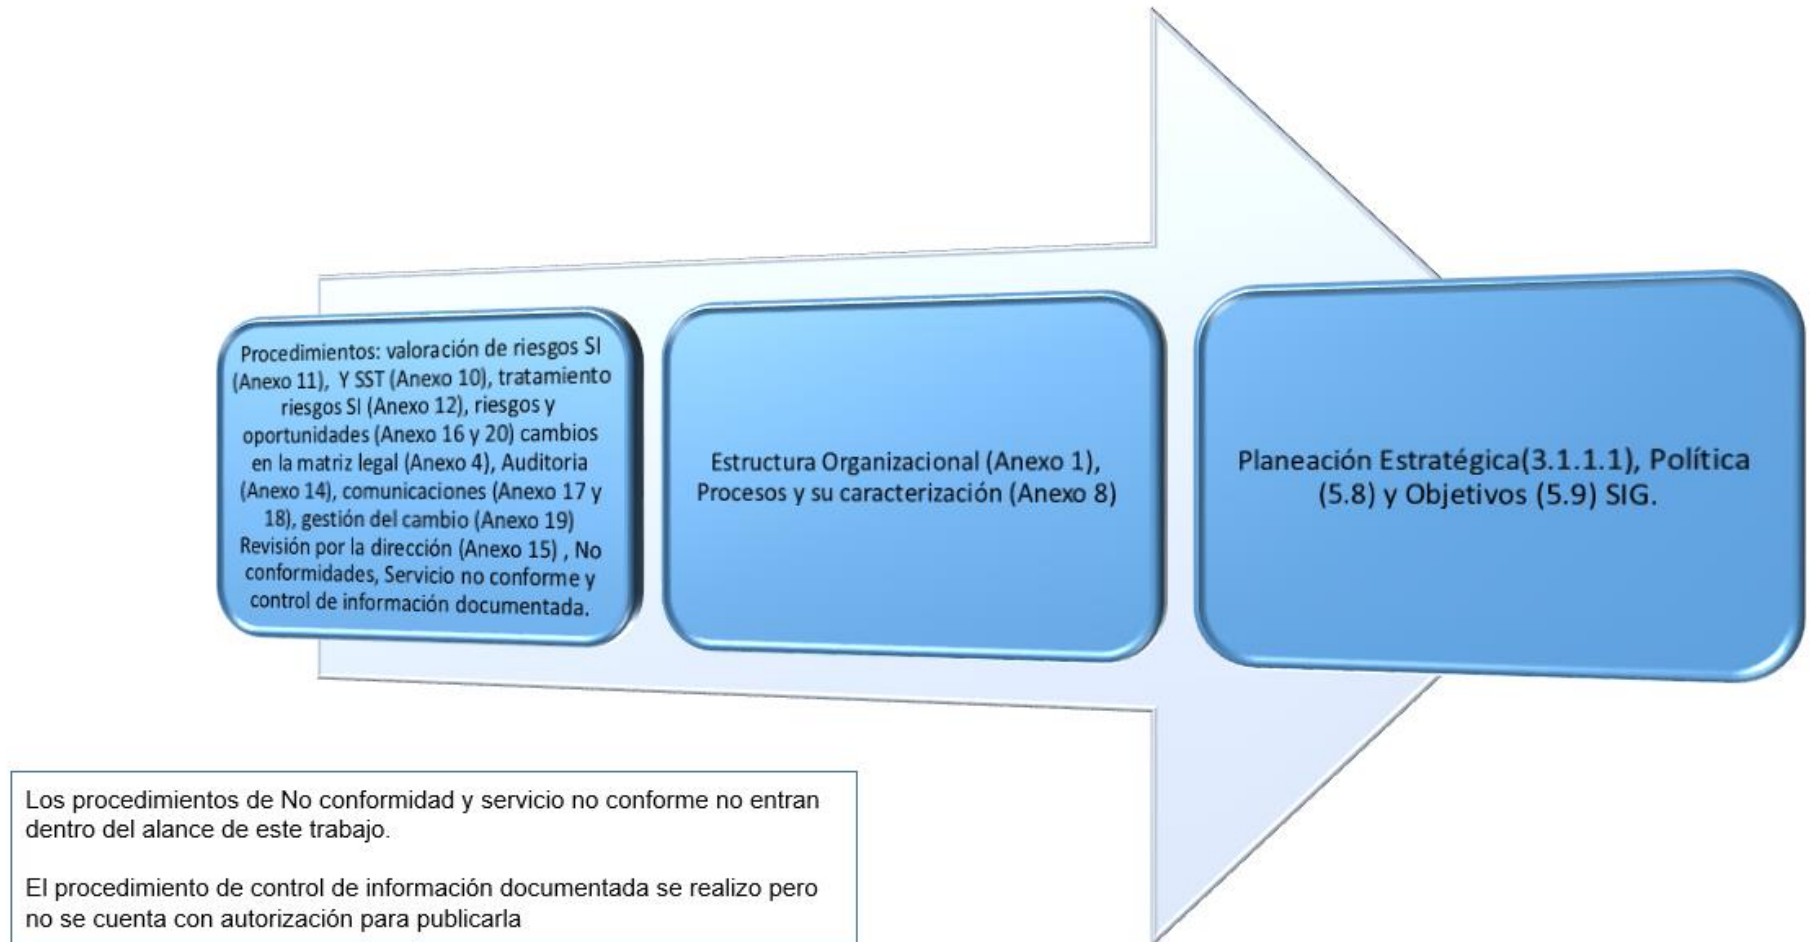 Procedimientos: valoración de riesgos SI
(Anexo 11), Y SST (Anexo 10), tratamiento
riesgos SI (Anexo 12), riesgos y
oportunidades (Anexo 16 y 20) cambios
en la matriz legal (Anexo 4), Auditoria
(Anexo 14), comunicaciones (Anexo 17 y
18), gestión del cambio (Anexo 19)
Revisión por la dirección (Anexo 15) , No
conformidades, Servicio no conforme y
control de información documentada.
Estructura Organizacional (Anexo 1),
Procesos y su caracterización (Anexo 8)
Planeación Estratégica(3.1.1.1), Política
(5.8) y Objetivos (5.9) SIG.
Los procedimientos de No conformidad y servicio no conforme no entran
dentro del alance de este trabajo.
El procedimiento de control de información documentada se realizo pero
no se cuenta con autorización para publicarla